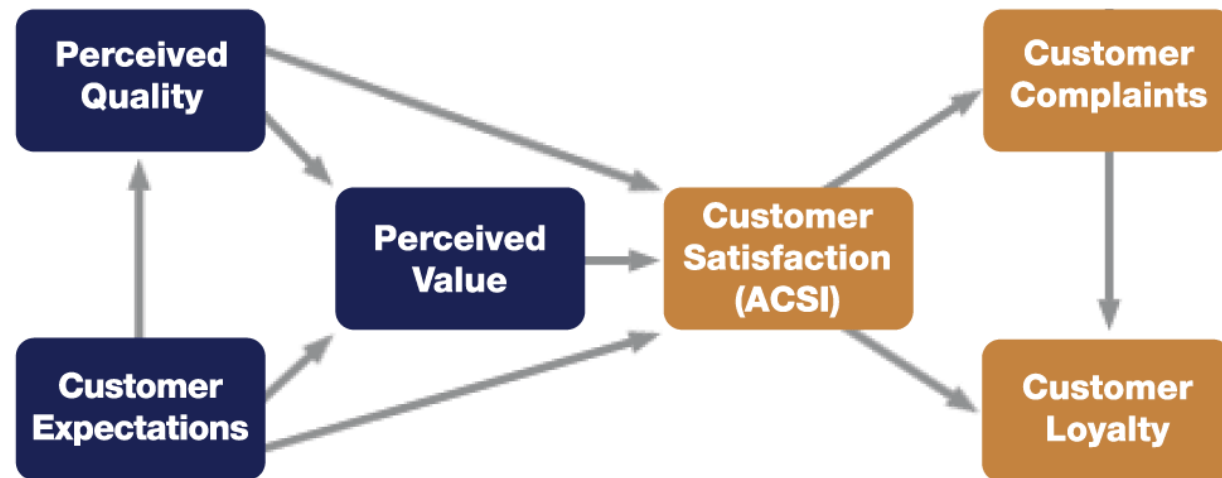 Perceived
Quality
Customer
Complaints
Perceived
Value
Customer
Satisfaction
(ACSI)
Customer
Expectations
Customer
Loyalty